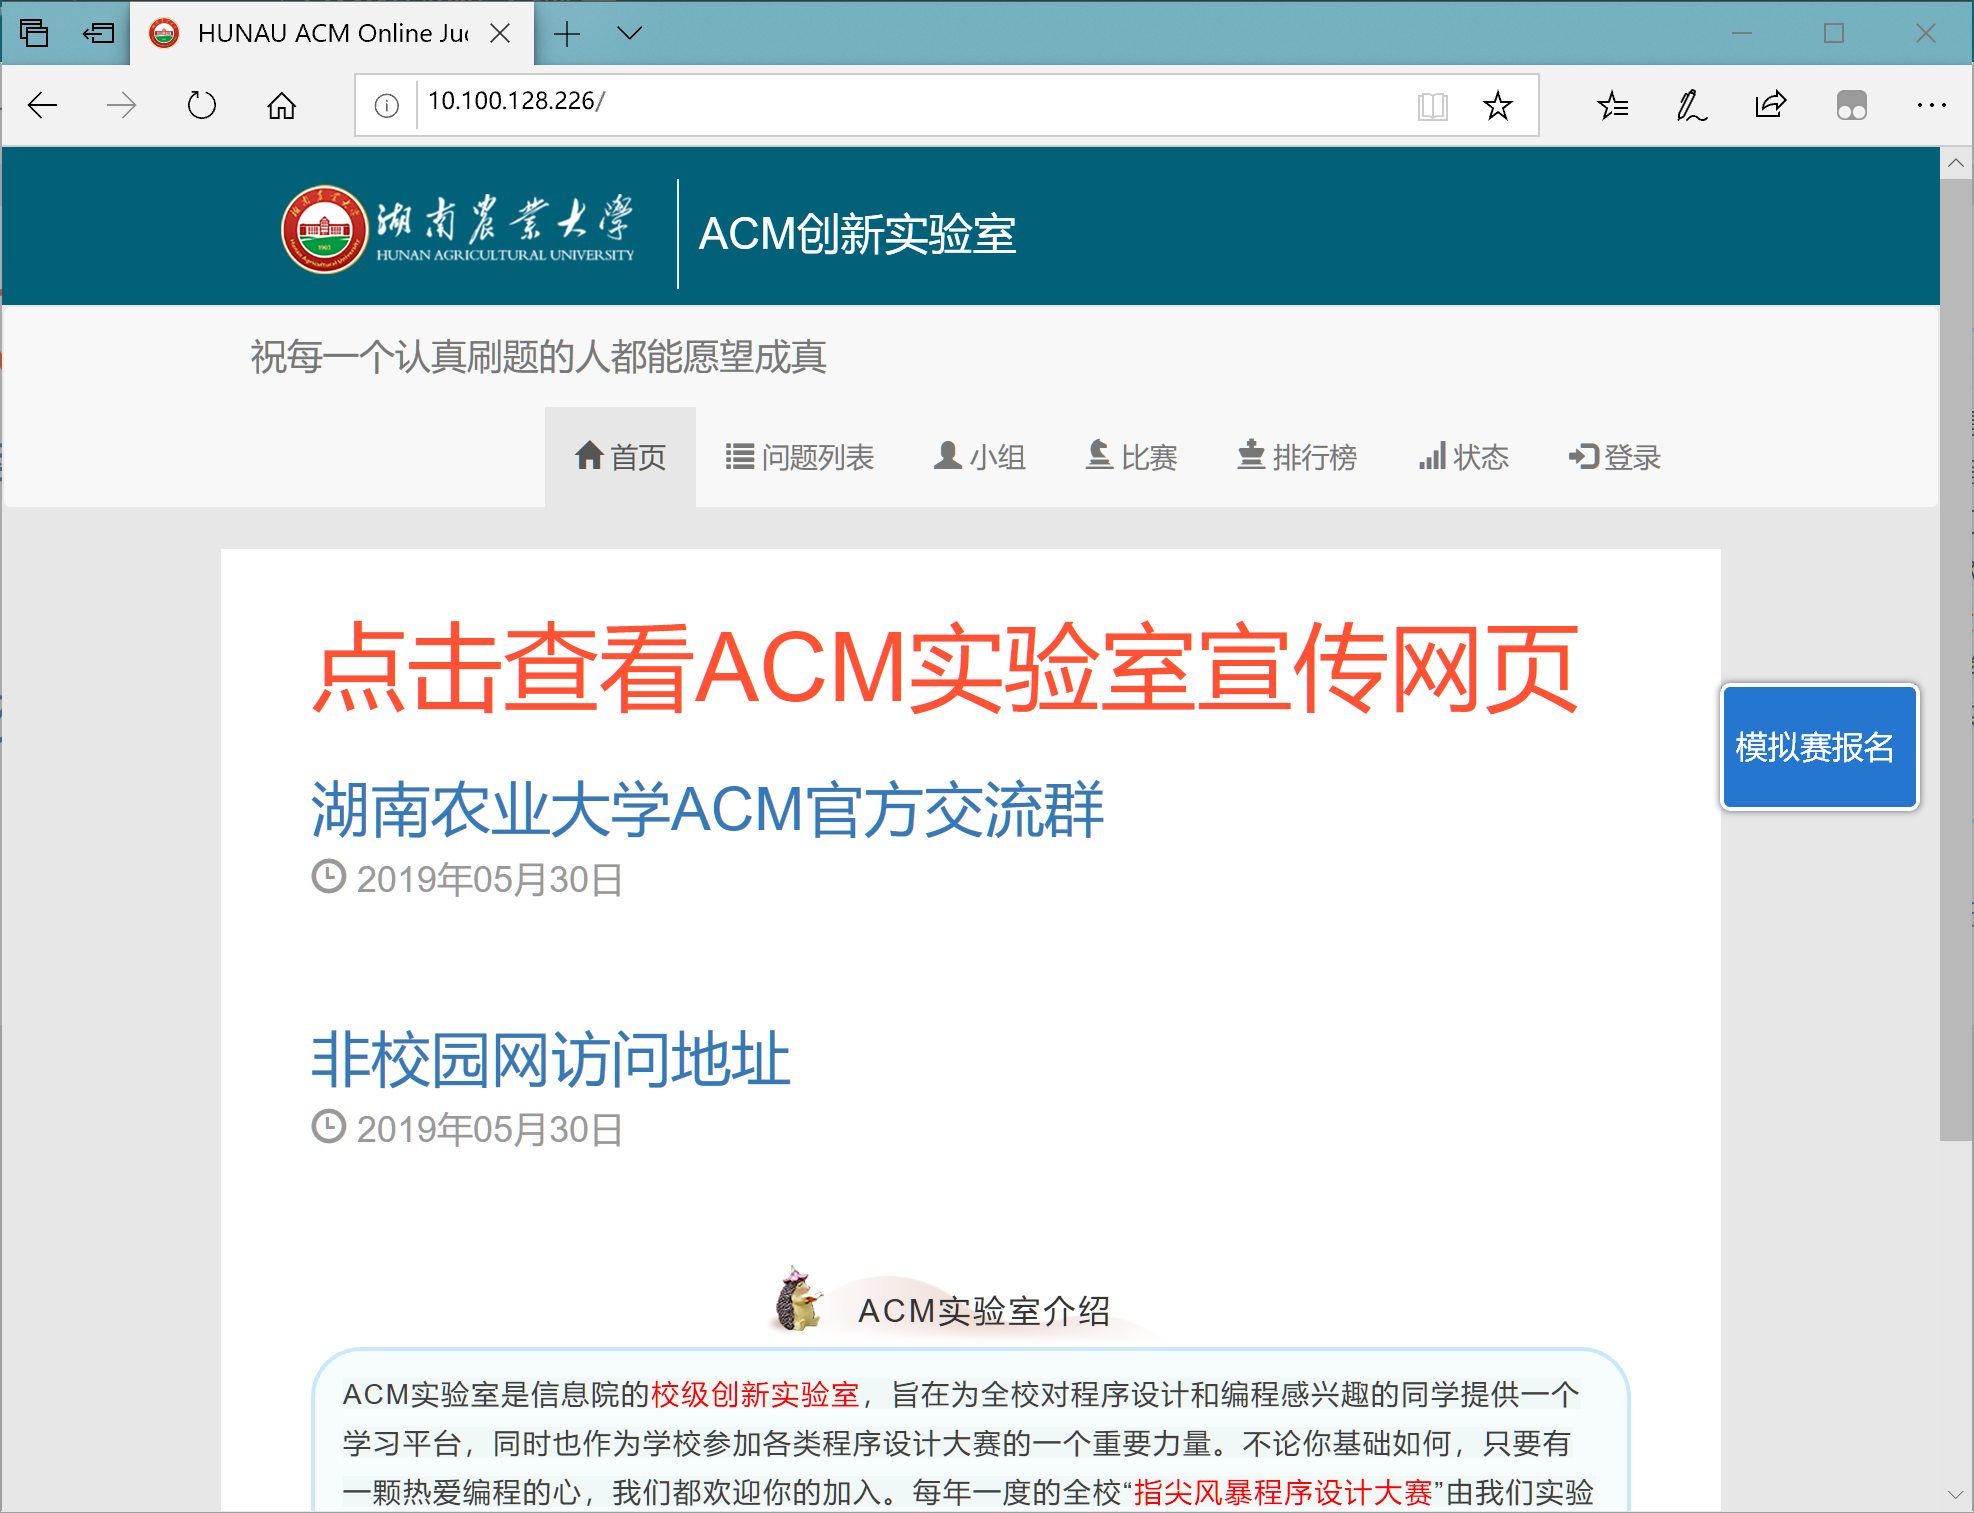 HUNAU ACM Online Ju
10.100.128.226/
湖南农业大学
HUNAN AGRICULTURAL UNIVERSITY
ACM创新实验室
祝每一个认真刷题的人都能愿望成真
首页 问题列表 小组 比赛 排行榜 状态 登录
点击查看ACM实验室宣传网页
模拟赛报名
湖南农业大学ACM官方交流群
2019年05月30日
非校园网访问地址
2019年05月30日
ACM实验室介绍
ACM实验室是信息院的校级创新实验室，旨在为全校对程序设计和编程感兴趣的同学提供一个
学习平台，同时也作为学校参加各类程序设计大赛的一个重要力量。不论你基础如何，只要有
一颗热爱编程的心，我们都欢迎你的加入。每年一度的全校“指尖风暴程序设计大赛”由我们实验